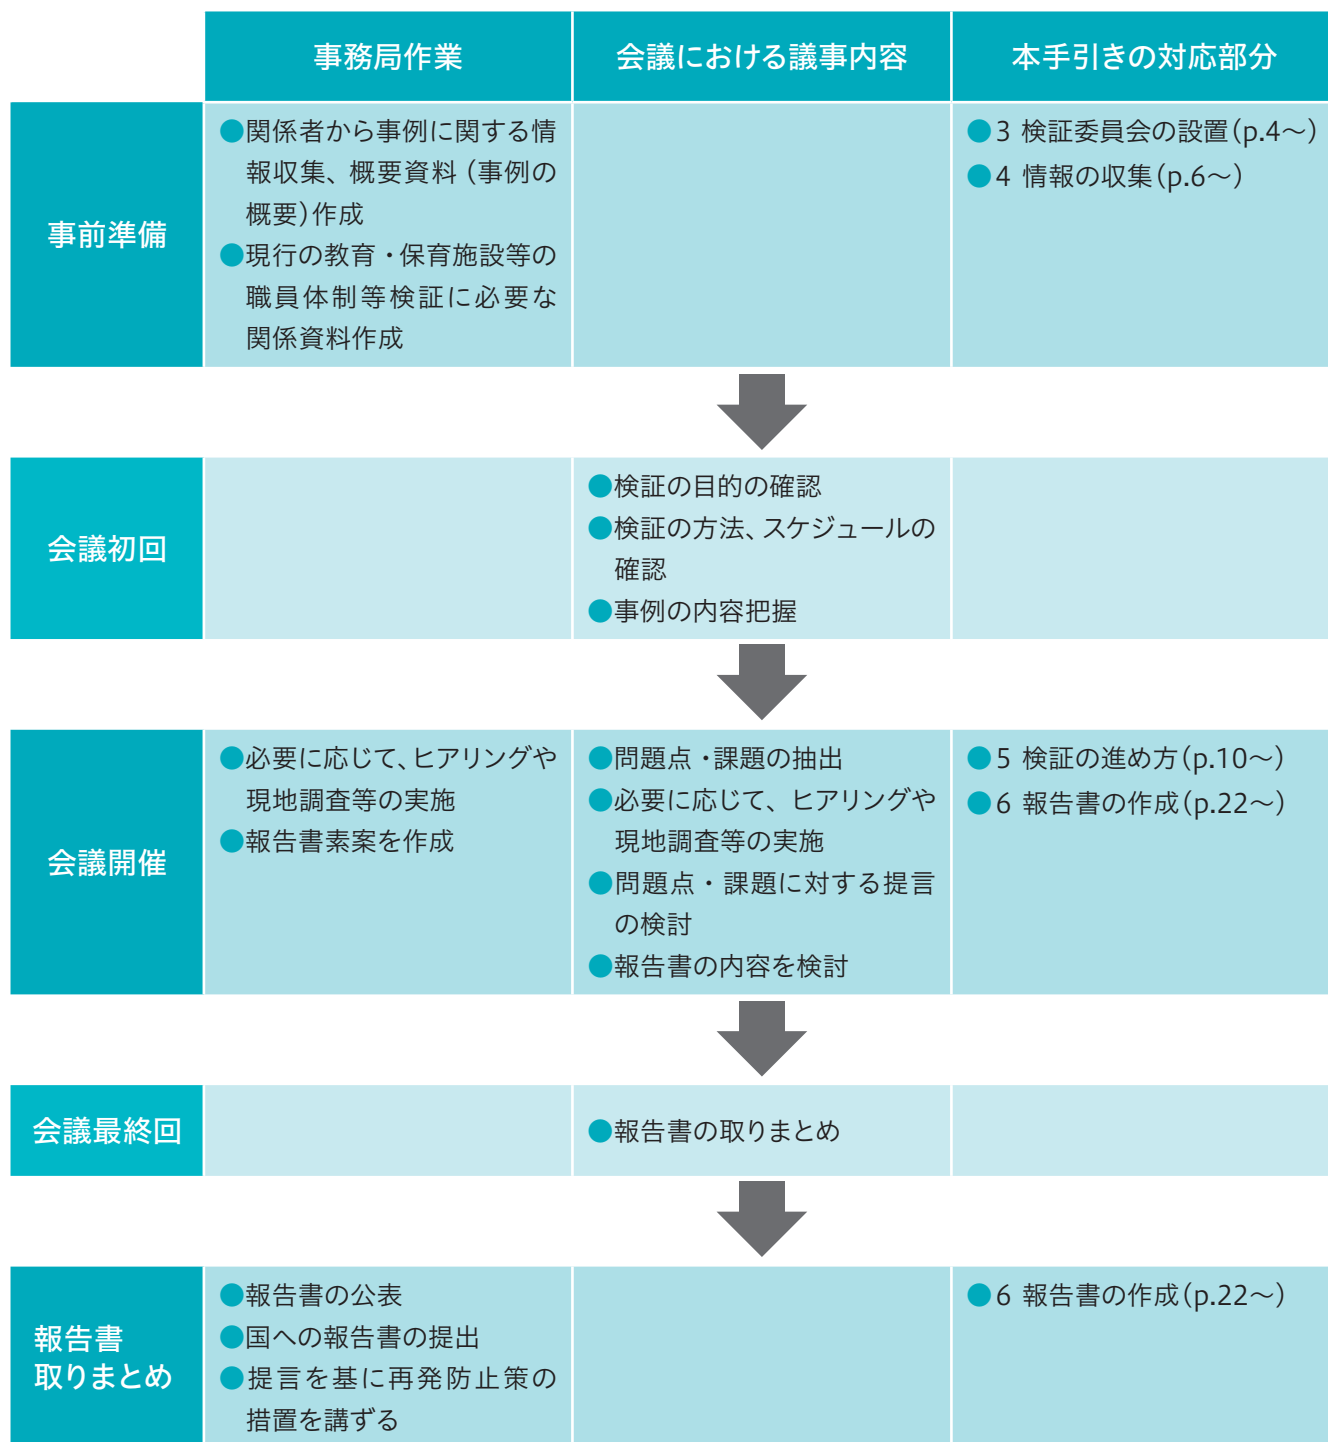 事務局作業
会議における議事内容
本手引きの対応部分
事前準備
●関係者から事例に関する情
報収集、概要資料（事例の
概要）作成
●現行の教育・保育施設等の
職員体制等検証に必要な
関係資料作成
●3 検証委員会の設置（p.4～）
●4 情報の収集（p.6～）
会議初回
●検証の目的の確認
●検証の方法、スケジュールの
確認
●事例の内容把握
会議開催
●必要に応じて、ヒアリングや
現地調査等の実施
●報告書素案を作成
●問題点・課題の抽出
●必要に応じて、ヒアリングや
現地調査等の実施
●問題点・課題に対する提言
の検討
●報告書の内容を検討
●5 検証の進め方（p.10～）
●6 報告書の作成（p.22～）
会議最終回
●報告書の取りまとめ
報告書
取りまとめ
●報告書の公表
●国への報告書の提出
●提言を基に再発防止策の
措置を講ずる
●6 報告書の作成（p.22～）